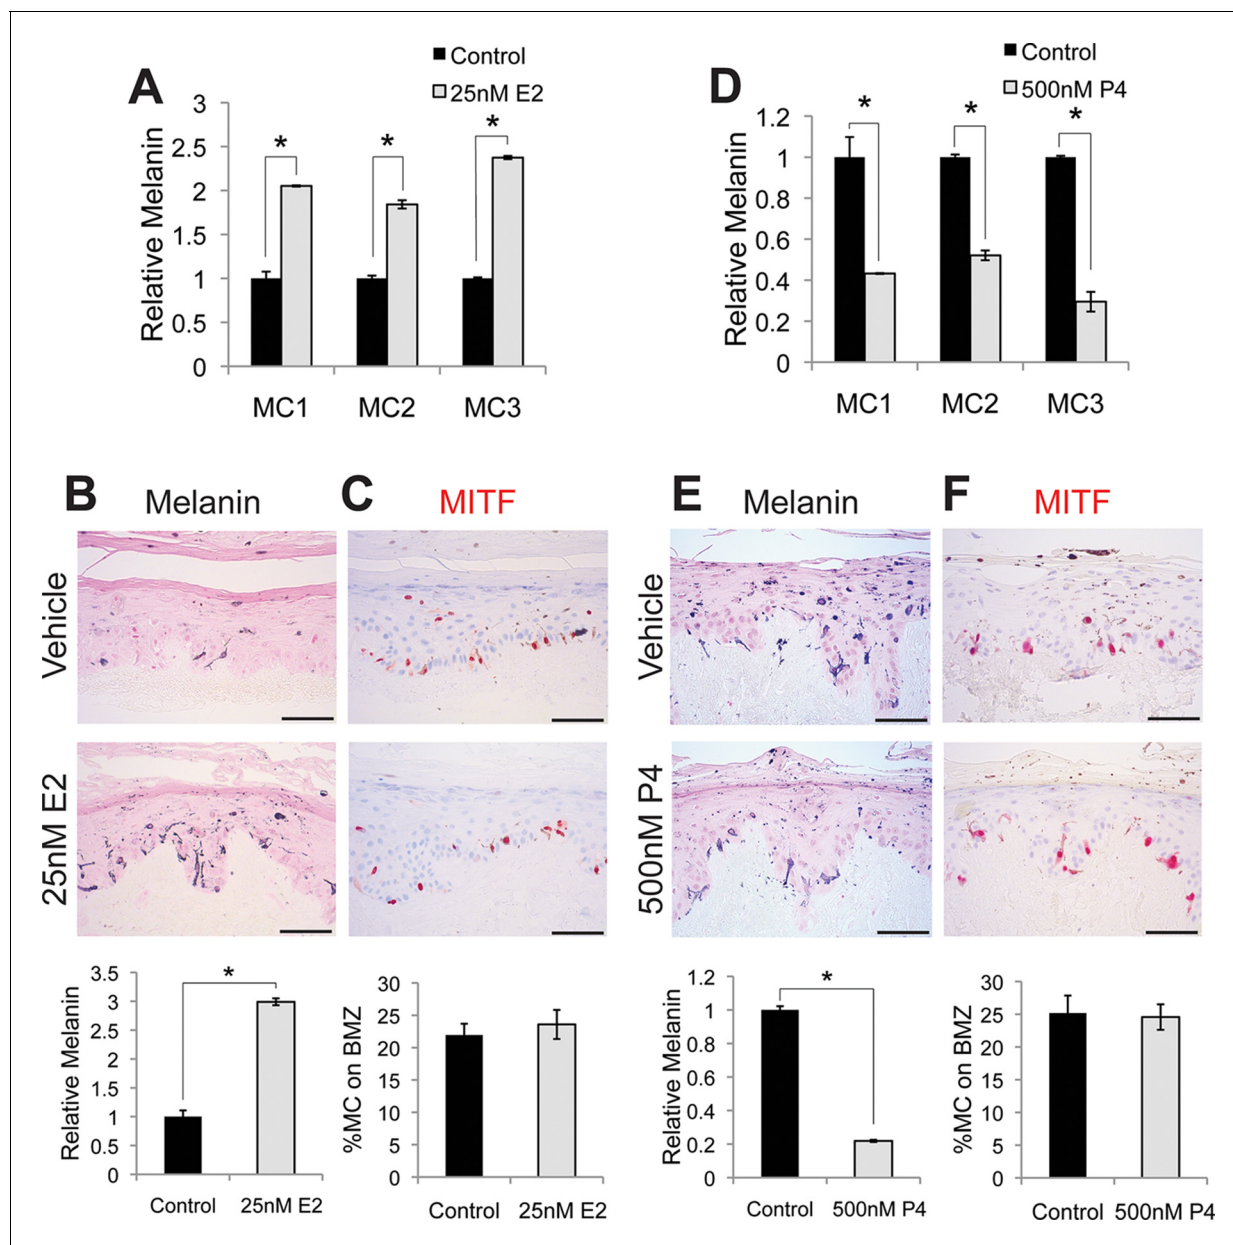 A
Control
25nM E2
Relative Melanin
3
2.5
2
1.5
1
0.5
0
*
*
*
MC1
MC2
MC3
D
Control
500nM P4
Relative Melanin
1.2
1
0.8
0.6
0.4
0.2
0
*
*
*
MC1
MC2
MC3
B
Melanin
C
MITF
Vehicle
25nM E2
E
Melanin
F
MITF
Vehicle
500nM P4
Relative Melanin
3.5
3
2.5
2
1.5
1
0.5
0
*
Control
25nM E2
%MC on BMZ
30
25
20
15
10
5
0
Control
25nM E2
Relative Melanin
1.2
1
0.8
0.6
0.4
0.2
0
*
Control
500nM P4
%MC on BMZ
30
25
20
15
10
5
0
Control
500nM P4